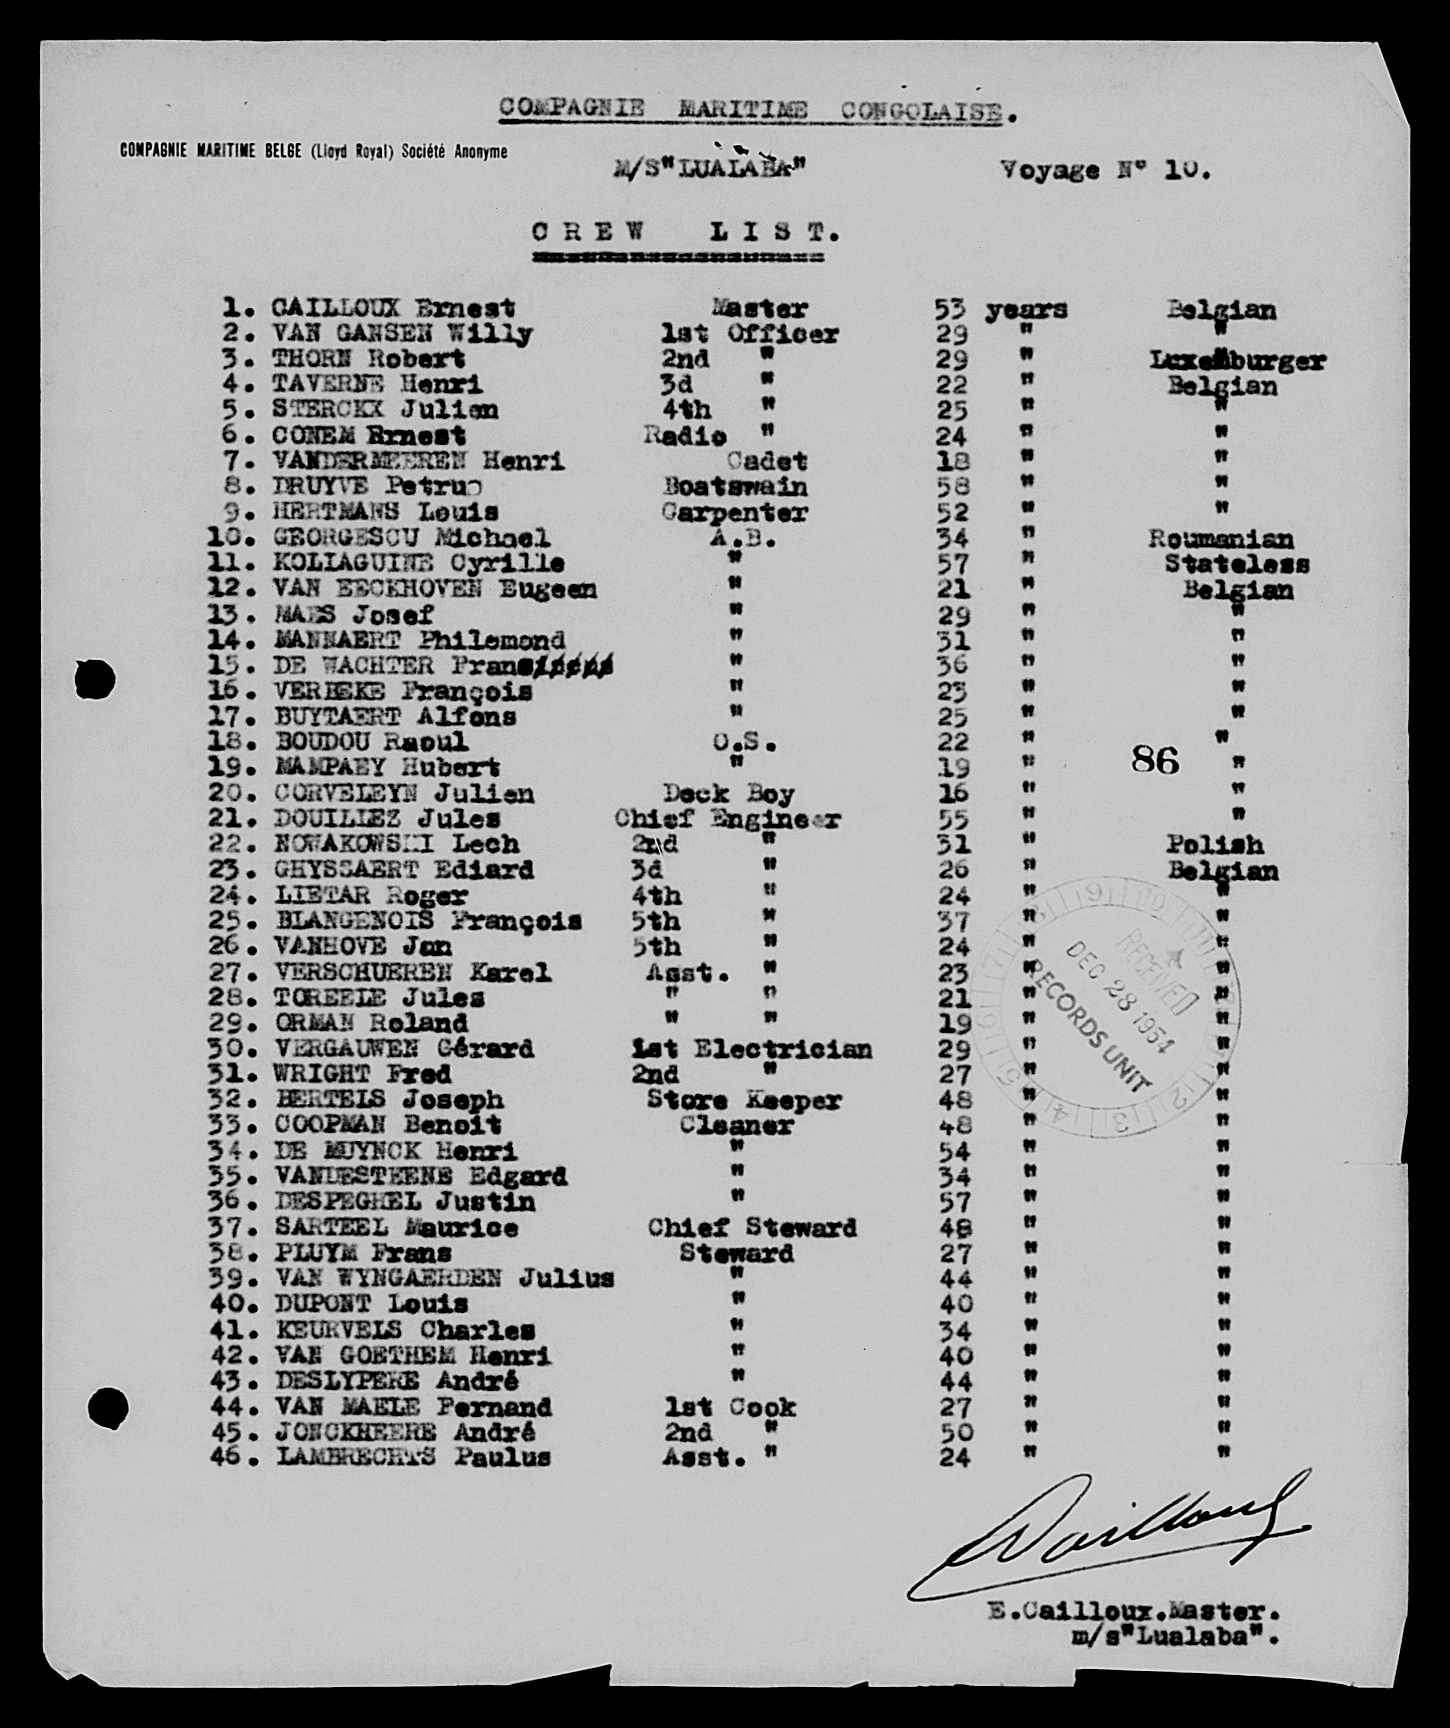 COMPAGNIE MARITIME CONGOLAISE.
COMPAGNIE MARITIME BELGE (Lloyd Royal) Société Anonyme
M/S"LUALABA" Voyage N° 10.
CREW LIST.
1. CAILLOUX Ernest Master 53 years Belgian
2. VAN GANSEN Willy 1st Officer 29 " "
3. THORN Robert 2nd " 29 " Luxemburger
4. TAVERNE Henri 3d " 22 " Belgian
5. STERCKX Julien 4th " 25 " "
6. CONEM Ernest Radio " 24 " "
7. VANDERMEEREN Henri Cadet 18 " "
8. DRUYVE Petrus Boatswain 58 " "
9. HERTMANS Louis Carpenter 52 " "
10. GEORGESCU Michael A.B. 34 " Roumanian
11. KOLIAGUINE Cyrille " 57 " Stateless
12. VAN EECKHOVEN Eugeen " 21 " Belgian
13. MAES Josef " 29 " "
14. MANNAERT Philemond " 31 " "
15. DE WACHTER Frans " 36 " "
16. VERBEKE François " 23 " "
17. BUYTAERT Alfons " 25 " "
18. BOUDOU Raoul O.S. 22 " "
19. MAMPAEY Hubert " 19 " "
86
20. CORVELEYN Julien Deck Boy 16 " "
21. DOUILIEZ Jules Chief Engineer 55 " "
22. NOWAKOWSKI Lech 2nd " 31 " Polish
23. GHYSSAERT Ediard 3d " 26 " Belgian
24. LIETAR Roger 4th " 24 " "
25. BLANGENOIS François 5th " 37 " "
26. VANHOVE Jan 5th " 24 " "
27. VERSCHUEREN Karel Asst. " 23 " "
28. TOREELE Jules " " 21 " "
29. ORMAN Roland " " 19 " "
30. VERGAUWEN Gérard 1st Electrician 29 " "
31. WRIGHT Fred 2nd " 27 " "
32. BERTELS Joseph Store Keeper 48 " "
33. COOPMAN Benoit Cleaner 48 " "
34. DE MUYNCK Henri " 54 " "
35. VANDESTEENE Edgard " 34 " "
36. DESPEGHEL Justin " 57 " "
37. SARTEEL Maurice Chief Steward 48 " "
38. PLUYM Frans Steward 27 " "
39. VAN WYNGAERDEN Julius " 44 " "
40. DUPONT Louis " 40 " "
41. KEURVELS Charles " 34 " "
42. VAN GOETHEM Henri " 40 " "
43. DESLYPERE André " 44 " "
44. VAN MAELE Fernand 1st Cook 27 " "
45. JONCKHEERE André 2nd " 50 " "
46. LAMBRECHTS Paulus Asst. " 24 " "
RECEIVED
DEC 28 1954
RECORDS UNIT
Cailloux
E.Cailloux.Master.
m/s"Lualaba".